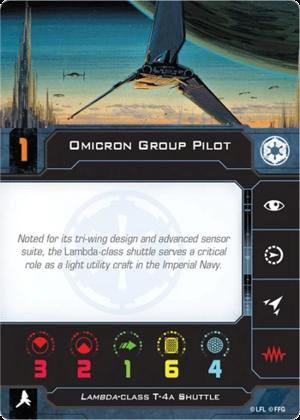 1
OMICRON GROUP PILOT
Noted for its tri-wing design and advanced sensor
suite, the Lambda-class shuttle serves a critical
role as a light utility craft in the Imperial Navy.
3 2 1 6 4
LAMBDA-CLASS T-4A SHUTTLE
©LFL ©FFG